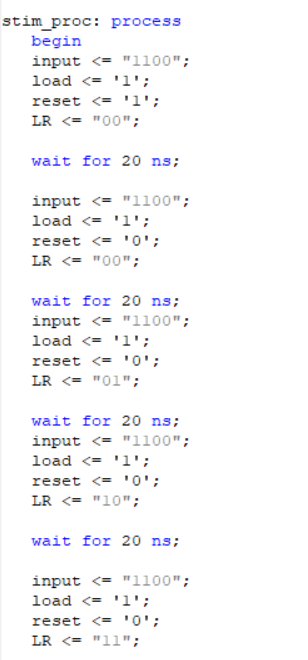 stim_proc: process
begin
input <= "1100";
load <= '1';
reset <= '1';
LR <= "00";
wait for 20 ns;
input <= "1100";
load <= '1';
reset <= '0';
LR <= "00";
wait for 20 ns;
input <= "1100";
load <= '1';
reset <= '0';
LR <= "01";
wait for 20 ns;
input <= "1100";
load <= '1';
reset <= '0';
LR <= "10";
wait for 20 ns;
input <= "1100";
load <= '1';
reset <= '0';
LR <= "11";